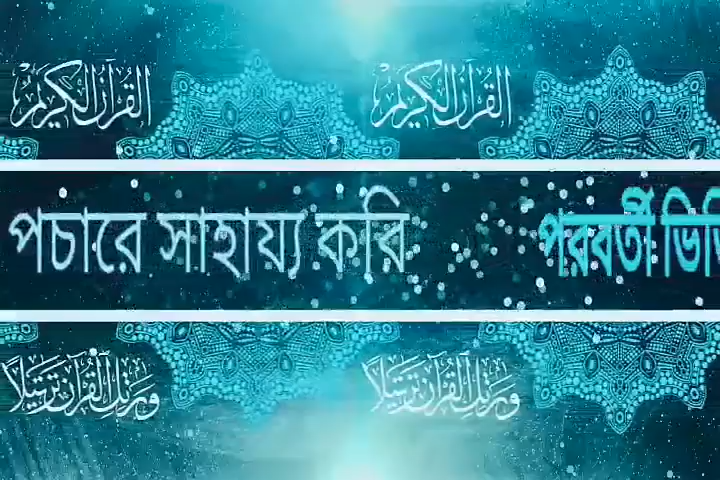 القرآن الكريم القرآن الكريم
পচারে সাহায্য করি পরবর্তী
ورتل القرآن ترتيلاً ورتل القرآن ترتيلاً